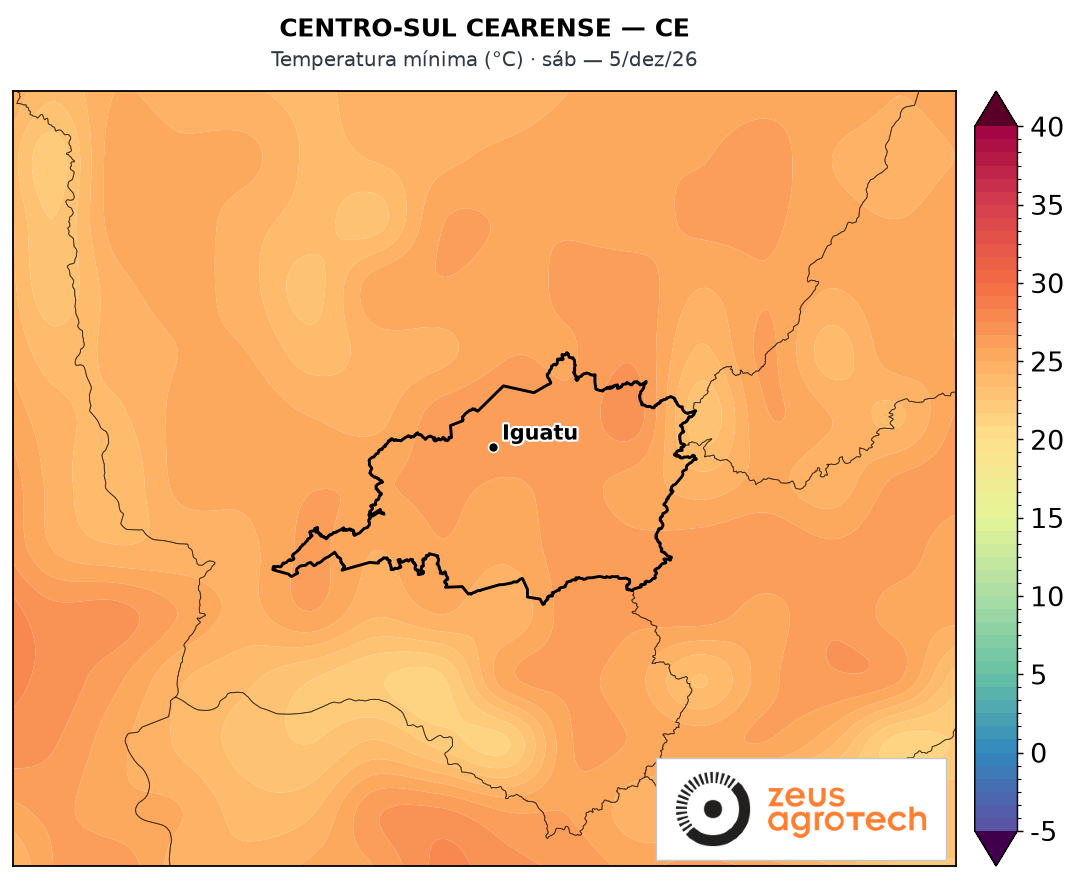 CENTRO-SUL CEARENSE — CE
Temperatura mínima (°C) · sáb — 5/dez/26
Iguatu
40
35
30
25
20
15
10
5
0
-5
zeus
agrotech